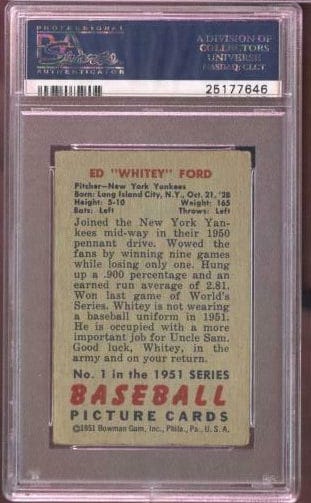 PROFESSIONAL
PSA
AUTHENTICATOR
A DIVISION OF
COLLECTORS
UNIVERSE
NASDAQ: CLCT
25177646
ED "WHITEY" FORD
Pitcher—New York Yankees
Born: Long Island City, N.Y., Oct. 21, '28
Height: 5-10 Weight: 165
Bats: Left Throws: Left
Joined the New York Yan-
kees mid-way in their 1950
pennant drive. Wowed the
fans by winning nine games
while losing only one. Hung
up a .900 percentage and an
earned run average of 2.81.
Won last game of World's
Series. Whitey is not wearing
a baseball uniform in 1951.
He is occupied with a more
important job for Uncle Sam.
Good luck, Whitey, in the
army and on your return.
No. 1 in the 1951 SERIES
BASEBALL
PICTURE CARDS
©1951 Bowman Gum, Inc., Phila., Pa., U. S. A.